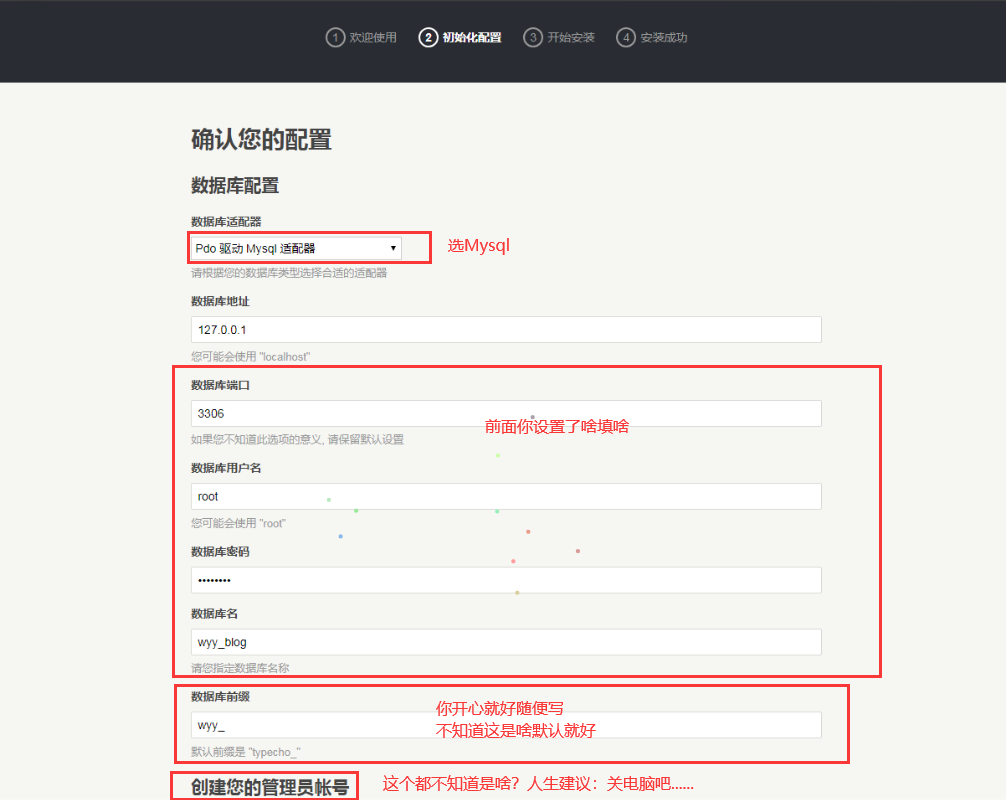 1 欢迎使用 2 初始化配置 3 开始安装 4 安装成功
确认您的配置
数据库配置
数据库适配器
Pdo 驱动 Mysql 适配器 选Mysql
请根据您的数据库类型选择合适的适配器
数据库地址
127.0.0.1
您可能会使用 "localhost"
数据库端口
3306
前面你设置了啥填啥
如果您不知道此选项的意义, 请保留默认设置
数据库用户名
root
您可能会使用 "root"
数据库密码
••••••••
数据库名
wyy_blog
请您指定数据库名称
数据库前缀
你开心就好随便写
wyy_
不知道这是啥默认就好
默认前缀是 "typecho_"
创建您的管理员帐号 这个都不知道是啥？人生建议：关电脑吧......